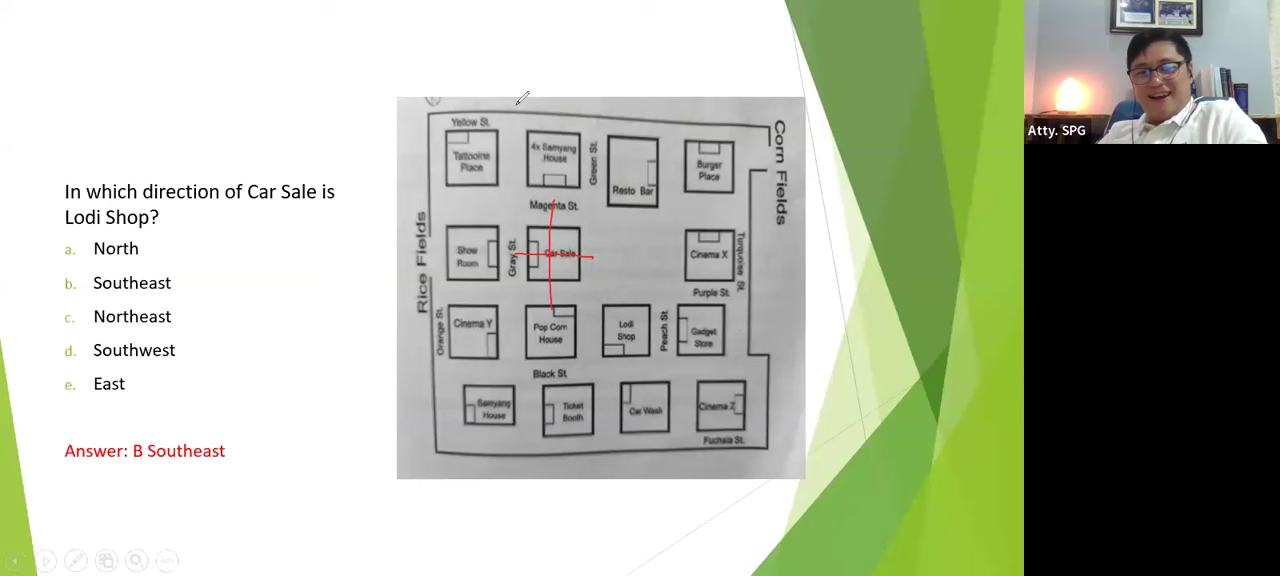 In which direction of Car Sale is
Lodi Shop?
a. North
b. Southeast
c. Northeast
d. Southwest
e. East
Answer: B Southeast
Yellow St.
Tattooine
Place
4x Samyang
House
Green St.
Resto Bar
Burger
Place
Corn Fields
Magenta St.
Rice Fields
Show
Room
Gray St.
Car Sale
Cinema X
Turquoise St.
Purple St.
Orange St.
Cinema Y
Pop Corn
House
Lodi
Shop
Peach St.
Gadget
Store
Black St.
Samyang
House
Ticket
Booth
Car Wash
Cinema Z
Fuchsia St.
Atty. SPG